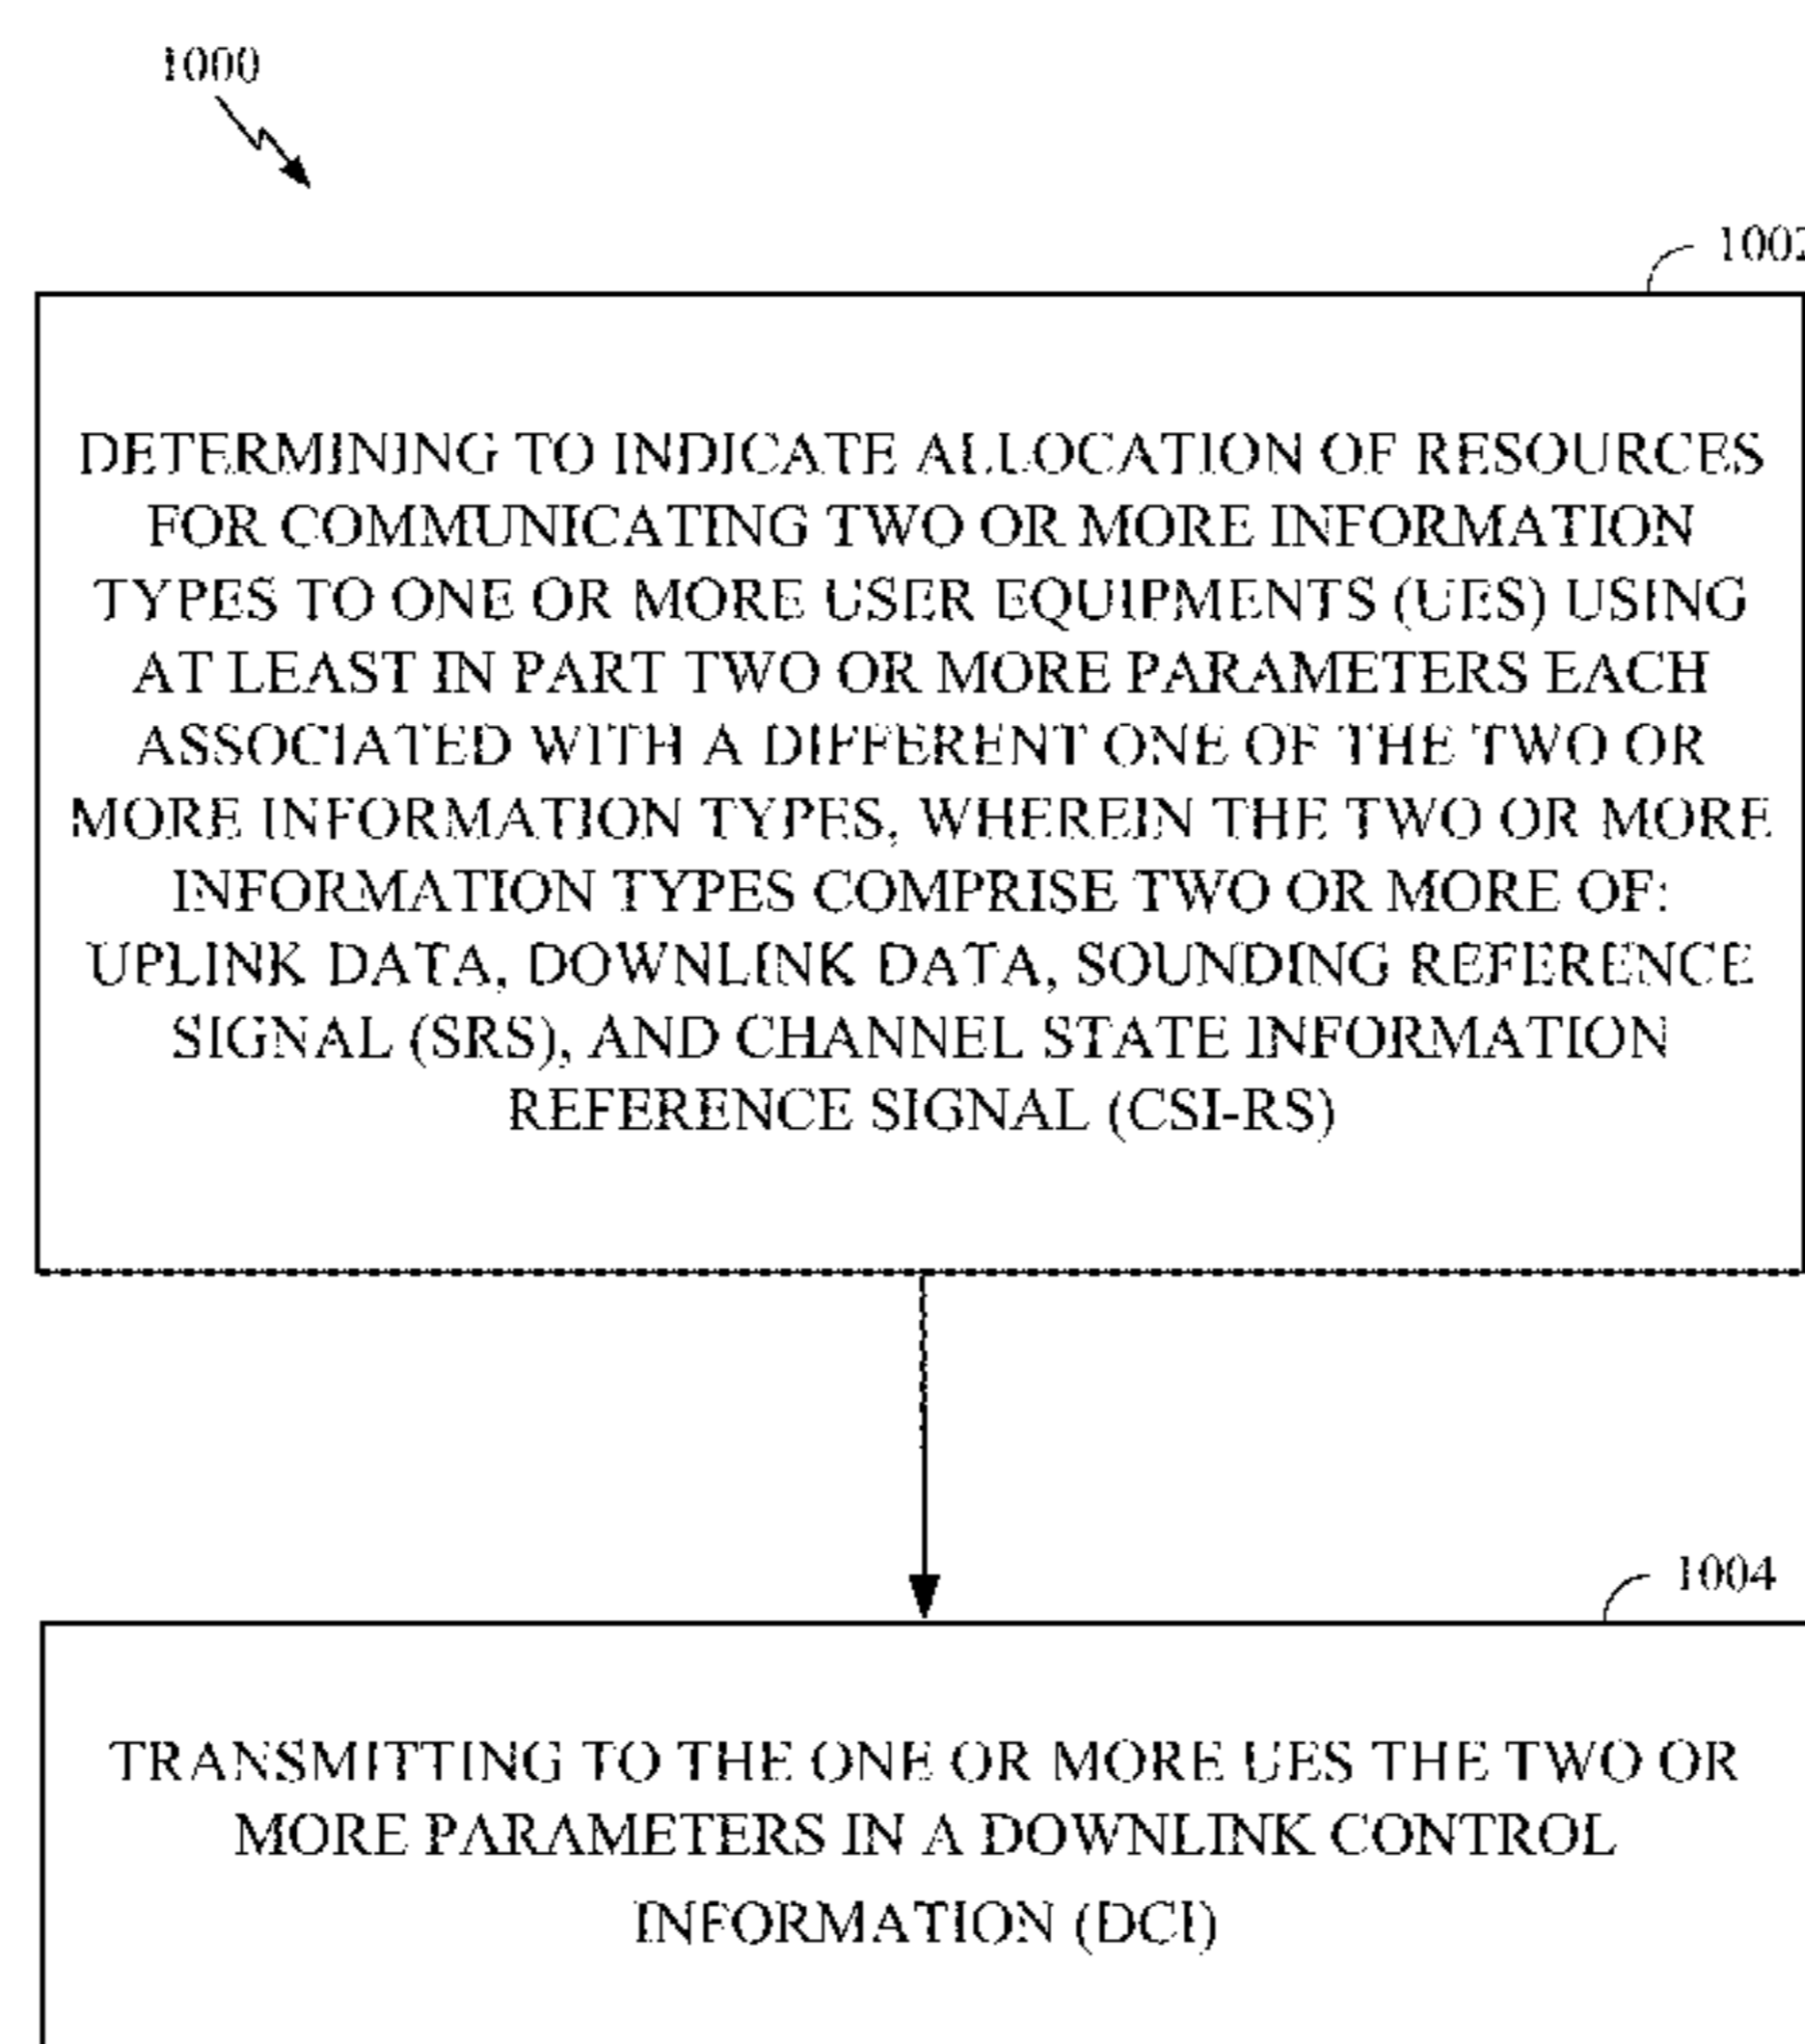 1000
1002
DETERMINING TO INDICATE ALLOCATION OF RESOURCES
FOR COMMUNICATING TWO OR MORE INFORMATION
TYPES TO ONE OR MORE USER EQUIPMENTS (UES) USING
AT LEAST IN PART TWO OR MORE PARAMETERS EACH
ASSOCIATED WITH A DIFFERENT ONE OF THE TWO OR
MORE INFORMATION TYPES, WHEREIN THE TWO OR MORE
INFORMATION TYPES COMPRISE TWO OR MORE OF:
UPLINK DATA, DOWNLINK DATA, SOUNDING REFERENCE
SIGNAL (SRS), AND CHANNEL STATE INFORMATION
REFERENCE SIGNAL (CSI-RS)
1004
TRANSMITTING TO THE ONE OR MORE UES THE TWO OR
MORE PARAMETERS IN A DOWNLINK CONTROL
INFORMATION (DCI)